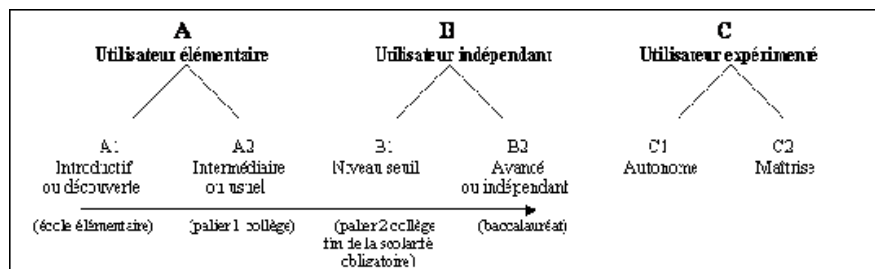 A
Utilisateur élémentaire
B
Utilisateur indépendant
C
Utilisateur expérimenté
A1
Introductif
ou découverte
A2
Intermédiaire
ou usuel
B1
Niveau seuil
B2
Avancé
ou indépendant
C1
Autonome
C2
Maîtrise
(école élémentaire)
(palier 1 collège)
(palier 2 collège
fin de la scolarité
obligatoire)
(baccalauréat)